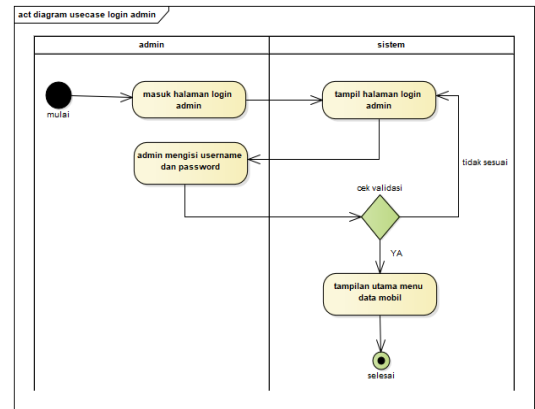 act diagram usecase login admin
admin
sistem
mulai
masuk halaman login
admin
tampil halaman login
admin
admin mengisi username
dan password
tidak sesuai
cek validasi
YA
tampilan utama menu
data mobil
selesai